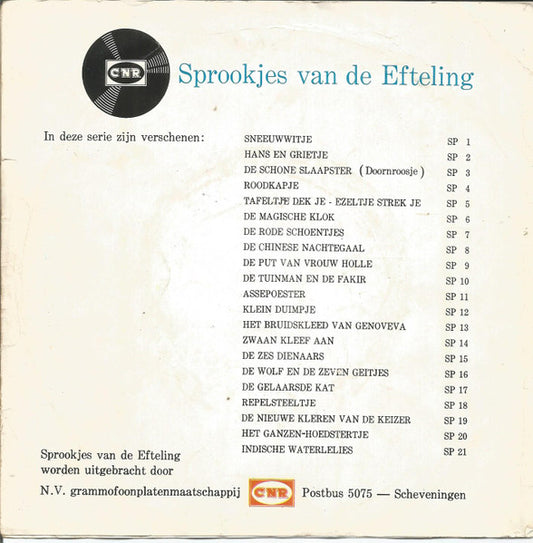 CNR
Sprookjes van de Efteling
In deze serie zijn verschenen:
SNEEUWWITJE SP 1
HANS EN GRIETJE SP 2
DE SCHONE SLAAPSTER (Doornroosje) SP 3
ROODKAPJE SP 4
TAFELTJE DEK JE - EZELTJE STREK JE SP 5
DE MAGISCHE KLOK SP 6
DE RODE SCHOENTJES SP 7
DE CHINESE NACHTEGAAL SP 8
DE PUT VAN VROUW HOLLE SP 9
DE TUINMAN EN DE FAKIR SP 10
ASSEPOESTER SP 11
KLEIN DUIMPJE SP 12
HET BRUIDSKLEED VAN GENOVEVA SP 13
ZWAAN KLEEF AAN SP 14
DE ZES DIENAARS SP 15
DE WOLF EN DE ZEVEN GEITJES SP 16
DE GELAARSDE KAT SP 17
REPELSTEELTJE SP 18
DE NIEUWE KLEREN VAN DE KEIZER SP 19
HET GANZEN-HOEDSTERTJE SP 20
INDISCHE WATERLELIES SP 21
Sprookjes van de Efteling
worden uitgebracht door
N.V. grammofoonplatenmaatschappij CNR Postbus 5075 — Scheveningen